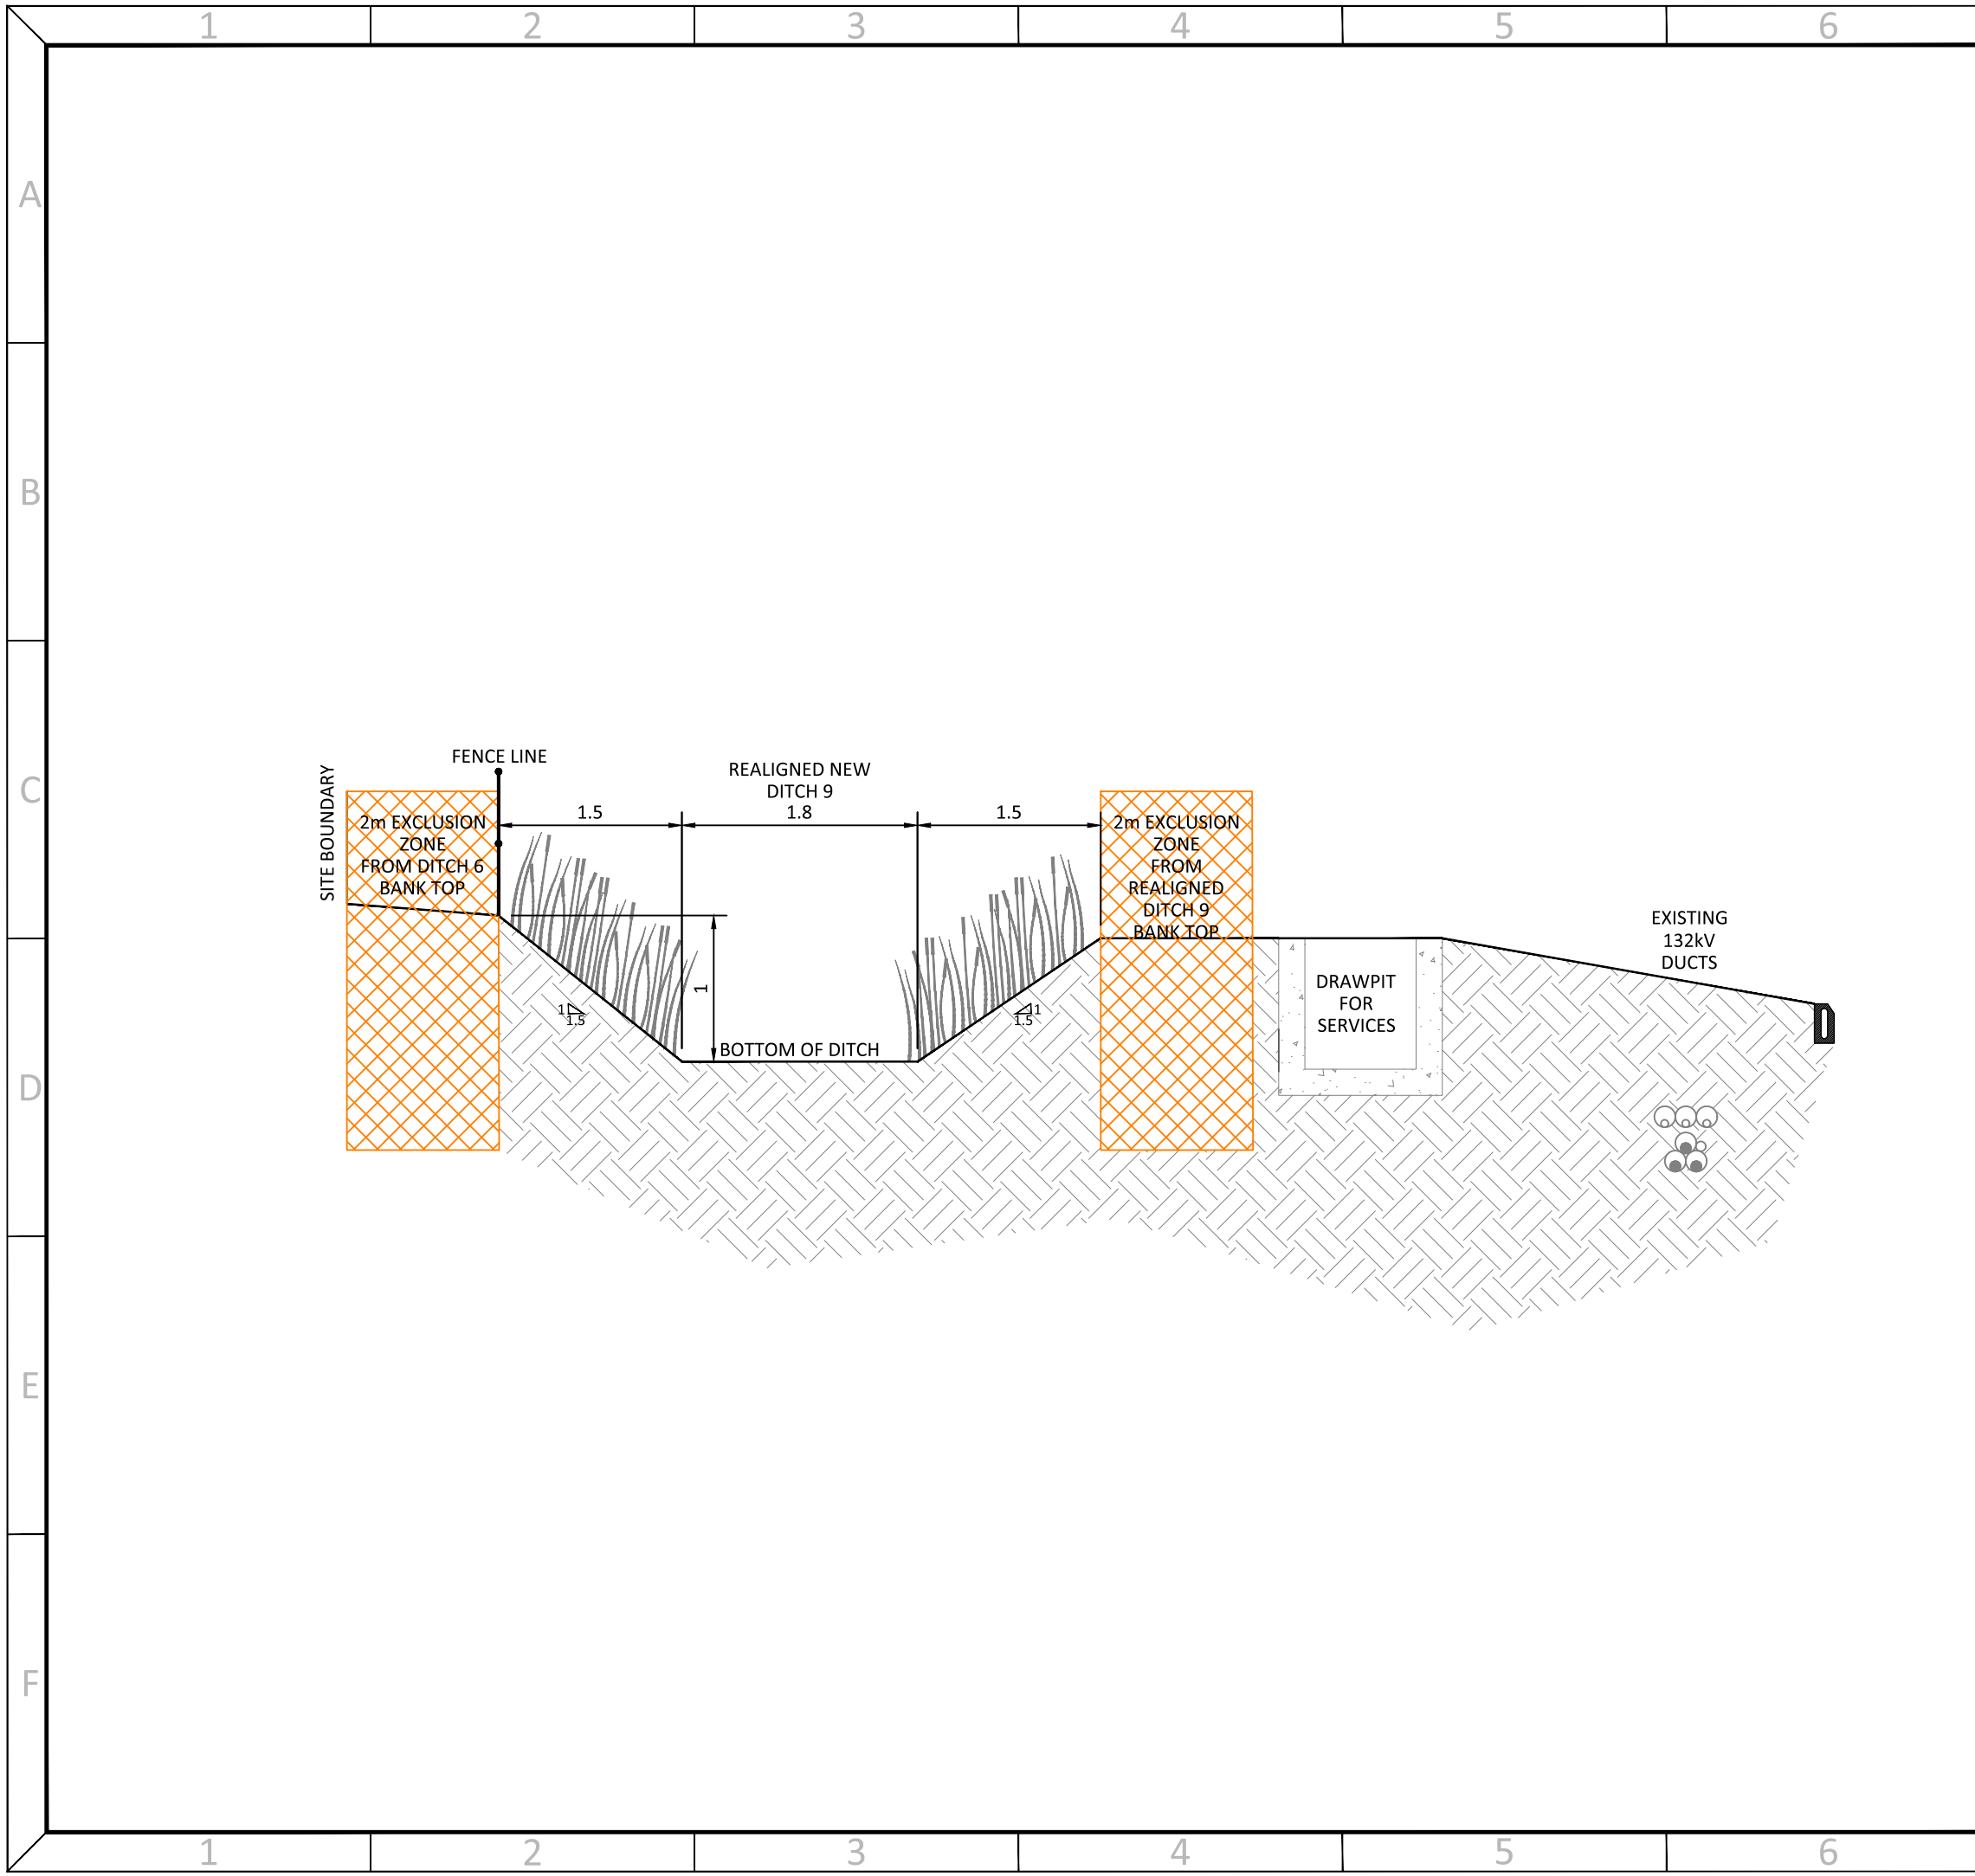 1 2 3 4 5 6
A
B
C
D
E
F
SITE BOUNDARY
FENCE LINE
2m EXCLUSION
ZONE
FROM DITCH 6
BANK TOP
REALIGNED NEW
DITCH 9
1.5 1.8 1.5
1
1
1.5
BOTTOM OF DITCH
1
1.5
2m EXCLUSION
ZONE
FROM
REALIGNED
DITCH 9
BANK TOP
DRAWPIT
FOR
SERVICES
EXISTING
132kV
DUCTS
1 2 3 4 5 6